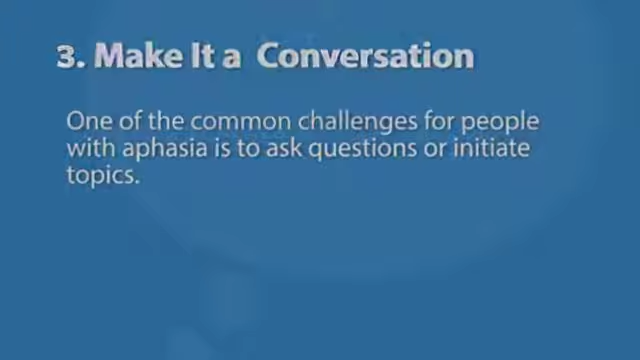 3. Make It a Conversation
One of the common challenges for people
with aphasia is to ask questions or initiate
topics.